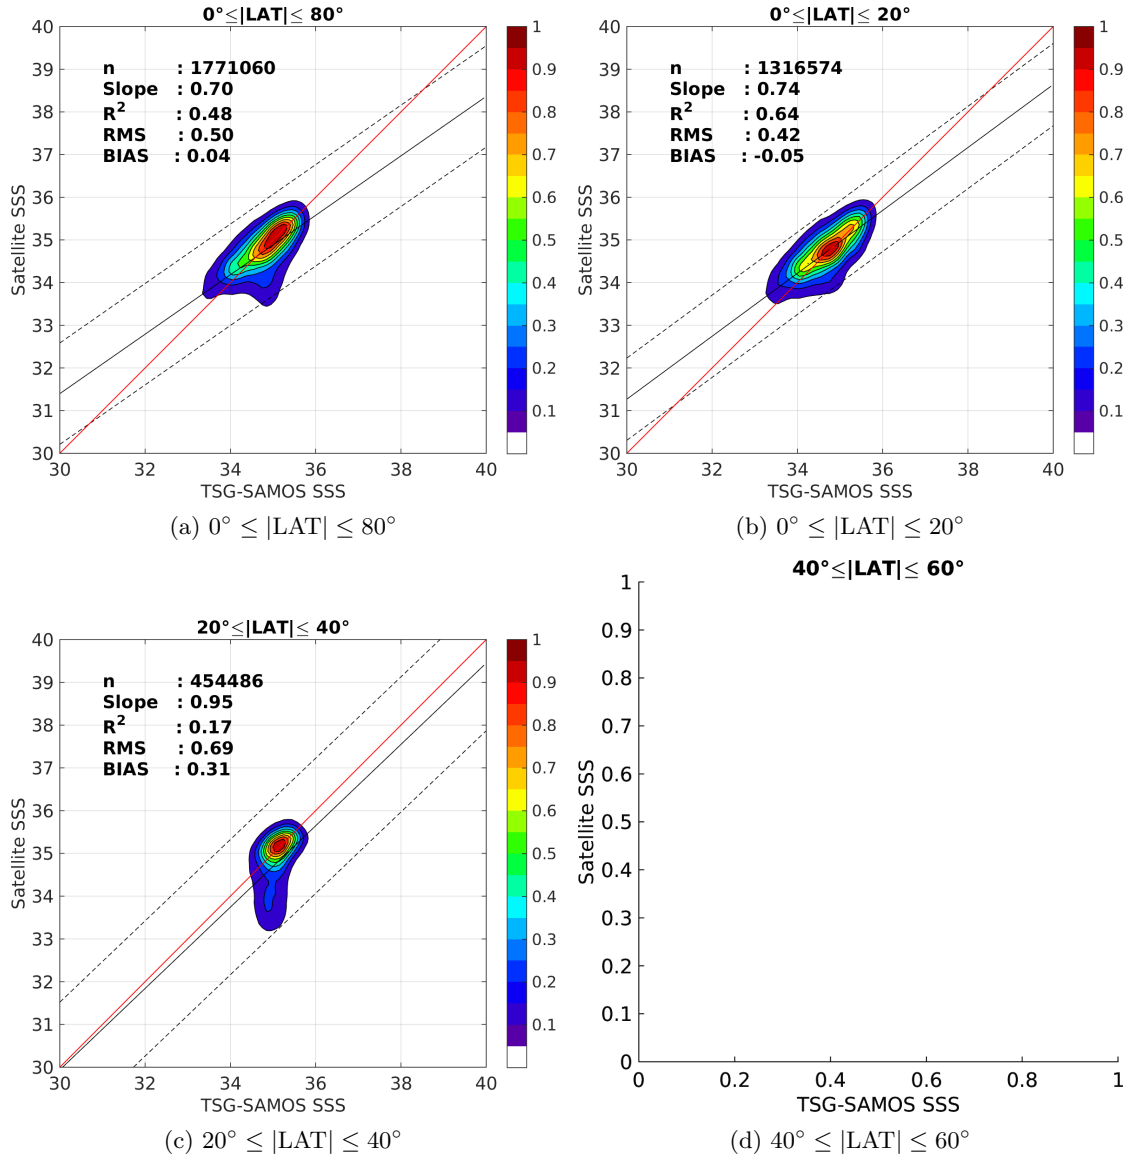 0°≤|LAT|≤ 80°
40
39
38
37
36
35
34
33
32
31
30
Satellite SSS
n : 1771060
Slope : 0.70
R² : 0.48
RMS : 0.50
BIAS : 0.04
30 32 34 36 38 40
TSG-SAMOS SSS
1
0.9
0.8
0.7
0.6
0.5
0.4
0.3
0.2
0.1
(a) 0° ≤ |LAT| ≤ 80°
0°≤|LAT|≤ 20°
40
39
38
37
36
35
34
33
32
31
30
Satellite SSS
n : 1316574
Slope : 0.74
R² : 0.64
RMS : 0.42
BIAS : -0.05
30 32 34 36 38 40
TSG-SAMOS SSS
1
0.9
0.8
0.7
0.6
0.5
0.4
0.3
0.2
0.1
(b) 0° ≤ |LAT| ≤ 20°
20°≤|LAT|≤ 40°
40
39
38
37
36
35
34
33
32
31
30
Satellite SSS
n : 454486
Slope : 0.95
R² : 0.17
RMS : 0.69
BIAS : 0.31
30 32 34 36 38 40
TSG-SAMOS SSS
1
0.9
0.8
0.7
0.6
0.5
0.4
0.3
0.2
0.1
(c) 20° ≤ |LAT| ≤ 40°
40°≤|LAT|≤ 60°
1
0.9
0.8
0.7
0.6
0.5
0.4
0.3
0.2
0.1
0
Satellite SSS
0 0.2 0.4 0.6 0.8 1
TSG-SAMOS SSS
(d) 40° ≤ |LAT| ≤ 60°